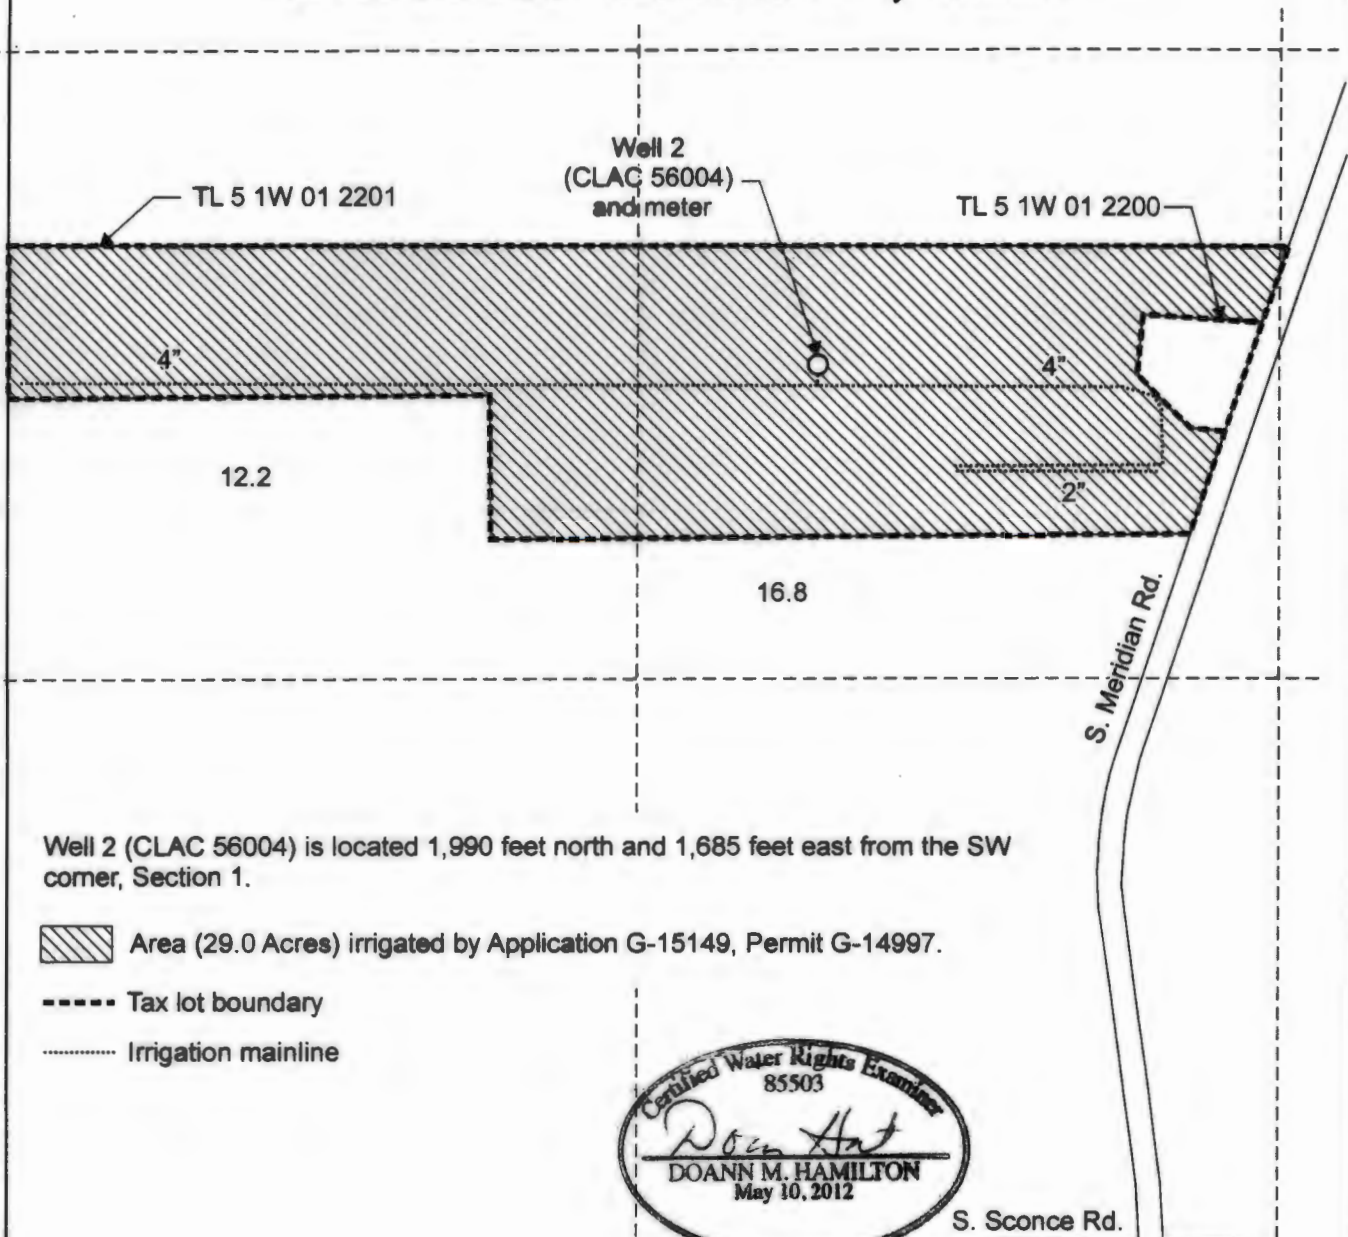 Well 2
(CLAC 56004)
and meter
TL 5 1W 01 2201
TL 5 1W 01 2200
4"
4"
12.2
2"
16.8
S. Meridian Rd.
Well 2 (CLAC 56004) is located 1,990 feet north and 1,685 feet east from the SW
corner, Section 1.
Area (29.0 Acres) irrigated by Application G-15149, Permit G-14997.
Tax lot boundary
Irrigation mainline
Certified Water Rights Examiner
85503
DOANN M. HAMILTON
May 10, 2012
S. Sconce Rd.